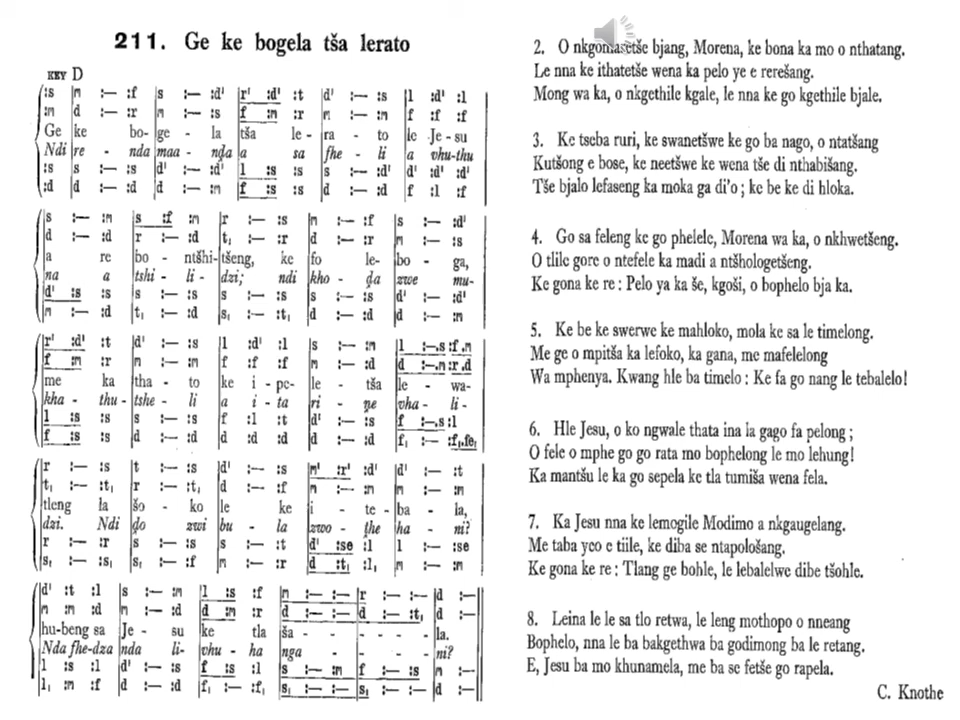 211. Ge ke bogela tša lerato
KEY D
:s |m :— :f |s :— :d' |r' :d' :t |d' :— :s |l :d' :l
:m |d :— :r |m :— :s |f :m :r |m :— :m |f :f :f
Ge ke bo- ge - la tša le - ra - to le Je - su
Ndi re - nda maa - nḓa a sa fhe - li a vhu-thu
:s |s :— :s |d' :— :d' |l :s :s |s :— :d' |d' :d' :d'
:d |d :— :d |d :— :m |f :s :s |d :— :d |f :l :f
s :— :m |s :f :m |r :— :s |m :— :f |s :— :d'
d :— :d |r :— :d |t, :— :r |d :— :r |m :— :s
a re bo - ntšhi- tšeng, ke fo le- bo - ga,
na a tshi - li - dzi; ndi kho - ḓa zwe mu-
d' :s :s |s :— :s |s :— :s |s :— :s |d' :— :d'
m :— :d |t, :— :d |s, :— :t, |d :— :d |d :— :m
r' :d' :t |d' :— :s |l :d' :l |s :— :m |l :—.s :f .m
f :m :r |m :— :m |f :f :f |m :— :d |d :—.m :r .d
me ka tha - to ke i - pe- le - tša le - wa-
kha - thu - tshe - li a i - ta ri - ṋe vha - li -
l :s :s |s :— :s |f :l :t |d' :— :s |f :—.s :l
f :s :s |d :— :d |d :d :d |d :— :d |f, :— :f,.fe,
r :— :s |t :— :s |d' :— :s |m' :r' :d' |d' :— :t
t, :— :t, |r :— :t, |d :— :f |m :— :m |m :— :m
tleng la šo - ko le ke i - te - ba - la,
dzi. Ndi ḓo zwi bu - la zwo - ṱhe ha - ni?
r :— :r |s :— :s |s :— :t |d' :se :l |l :— :se
s, :— :s, |s, :— :f |m :— :r |d :t, :l, |m :— :m
d' :t :l |s :— :m |l :s :f |m :— :— |r :— :— |d :—
m :m :d |m :— :d |d :m :r |d :— :— |d :— :t, |d :—
hu-beng sa Je - su ke tla ša - - - - - - la.
Nda fhe-dza nda li- vhu - ha nga - - - - - ni?
l :s :l |d' :— :s |f :s :l |s :— :m |f :— :s |m :—
l, :m :f |d :— :d |f, :— :f, |s, :— :— |s, :— :— |d :—
2. O nkgomaretše bjang, Morena, ke bona ka mo o nthatang.
Le nna ke ithatetše wena ka pelo ye e rerešang.
Mong wa ka, o nkgethile kgale, le nna ke go kgethile bjale.
3. Ke tseba ruri, ke swanetšwe ke go ba nago, o ntatšang
Kutšong e bose, ke neetšwe ke wena tše di nthabišang.
Tše bjalo lefaseng ka moka ga di'o; ke be ke di hloka.
4. Go sa feleng ke go phelele, Morena wa ka, o nkhwetšeng.
O tlile gore o ntefele ka madi a ntšhologetšeng.
Ke gona ke re : Pelo ya ka še, kgoši, o bophelo bja ka.
5. Ke be ke swerwe ke mahloko, mola ke sa le timelong.
Me ge o mpitša ka lefoko, ka gana, me mafelelong
Wa mphenya. Kwang hle ba timelo : Ke fa go nang le tebalelo!
6. Hle Jesu, o ko ngwale thata ina la gago fa pelong ;
O fele o mphe go go rata mo bophelong le mo lehung!
Ka mantšu le ka go sepela ke tla tumiša wena fela.
7. Ka Jesu nna ke lemogile Modimo a nkgaugelang.
Me taba yeo e tiile, ke diba se ntapološang.
Ke gona ke re ; Tlang ge bohle, le lebalelwe dibe tšohle.
8. Leina le le sa tlo retwa, le leng mothopo o nneang
Bophelo, nna le ba bakgethwa ba godimong ba le retang.
E, Jesu ba mo khunamela, me ba se fetše go rapela.
C. Knothe